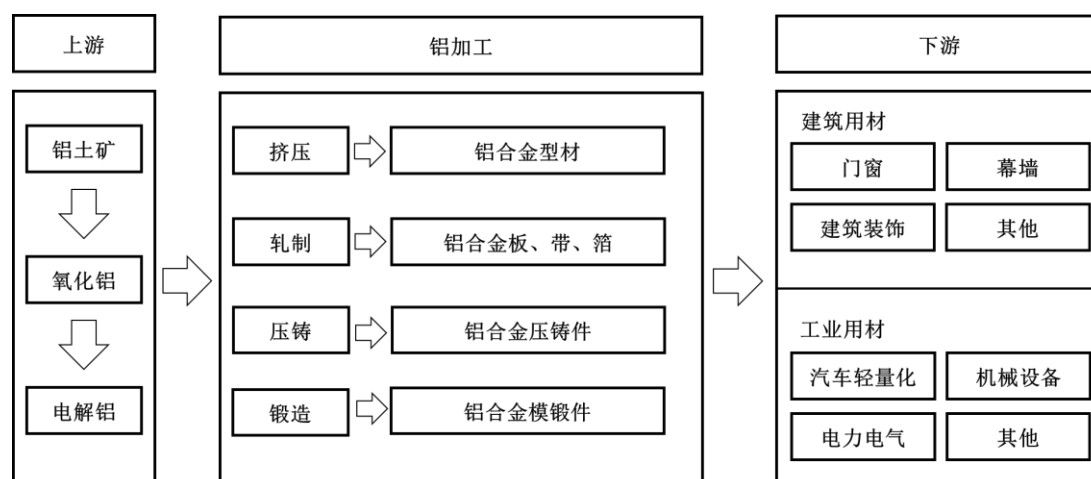 上游
铝加工
下游
铝土矿
氧化铝
电解铝
挤压
铝合金型材
轧制
铝合金板、带、箔
压铸
铝合金压铸件
锻造
铝合金模锻件
建筑用材
门窗
幕墙
建筑装饰
其他
工业用材
汽车轻量化
机械设备
电力电气
其他